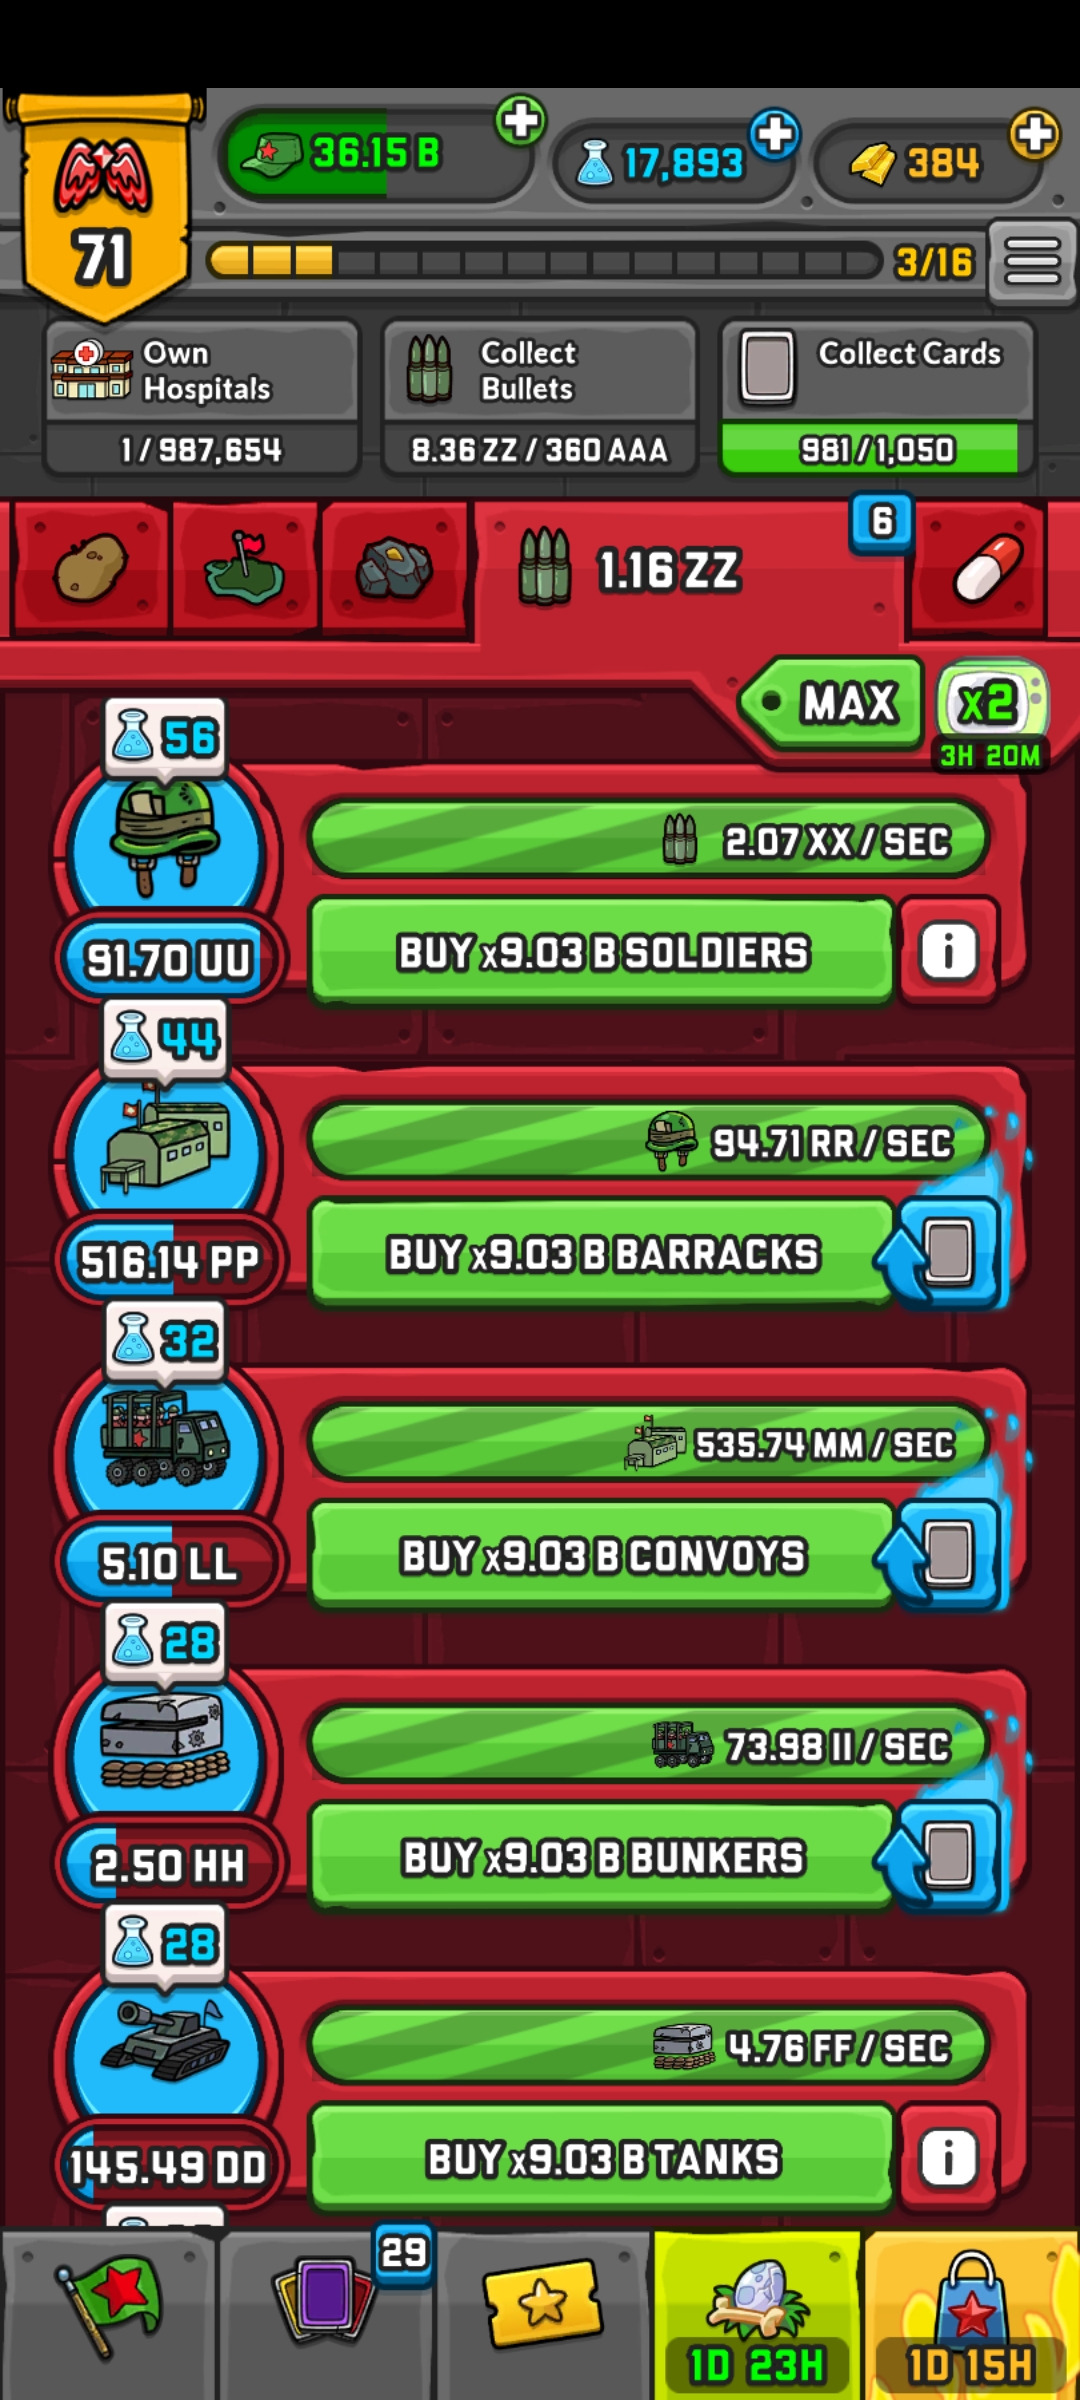 36.15 B
17,893
384
71
3/16
Own
Hospitals
1 / 987,654
Collect
Bullets
8.36 ZZ / 360 AAA
Collect Cards
981 / 1,050
1.16 ZZ
6
MAX
x2
3H 20M
56
2.07 XX / SEC
91.70 UU
BUY x9.03 B SOLDIERS
i
44
94.71 RR / SEC
516.14 PP
BUY x9.03 B BARRACKS
32
535.74 MM / SEC
5.10 LL
BUY x9.03 B CONVOYS
28
73.98 II / SEC
2.50 HH
BUY x9.03 B BUNKERS
28
4.76 FF / SEC
145.49 DD
BUY x9.03 B TANKS
i
29
1D 23H
1D 15H